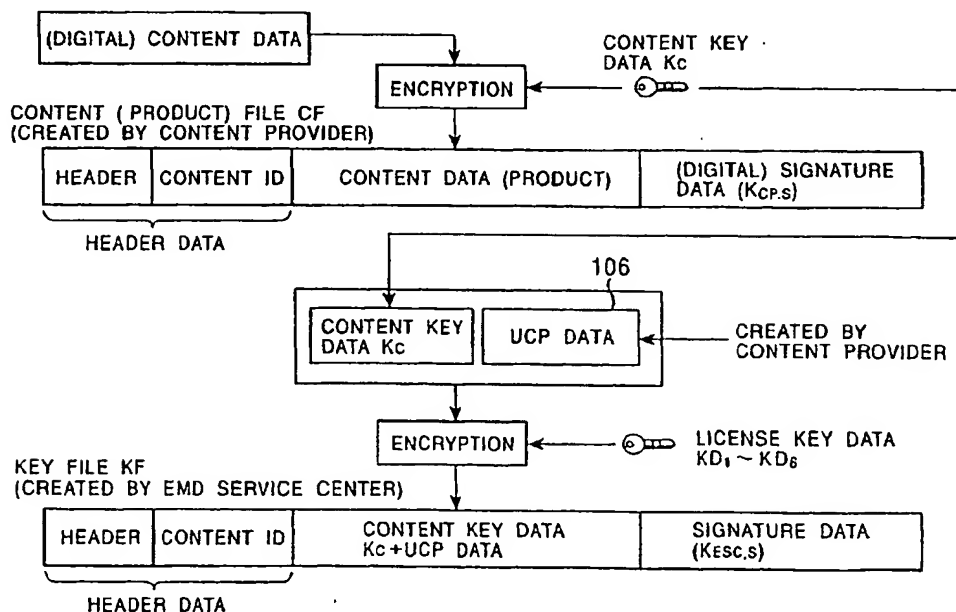 (DIGITAL) CONTENT DATA
CONTENT KEY
DATA Kc
ENCRYPTION
CONTENT (PRODUCT) FILE CF
(CREATED BY CONTENT PROVIDER)
HEADER
CONTENT ID
CONTENT DATA (PRODUCT)
(DIGITAL) SIGNATURE
DATA (KCP,S)
HEADER DATA
106
CONTENT KEY
DATA Kc
UCP DATA
CREATED BY
CONTENT PROVIDER
ENCRYPTION
LICENSE KEY DATA
KD1 ~ KD6
KEY FILE KF
(CREATED BY EMD SERVICE CENTER)
HEADER
CONTENT ID
CONTENT KEY DATA
Kc+UCP DATA
SIGNATURE DATA
(KESC,S)
HEADER DATA